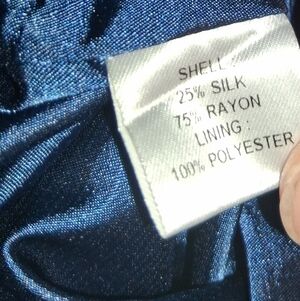 SHELL :
25% SILK
75% RAYON
LINING :
100% POLYESTER